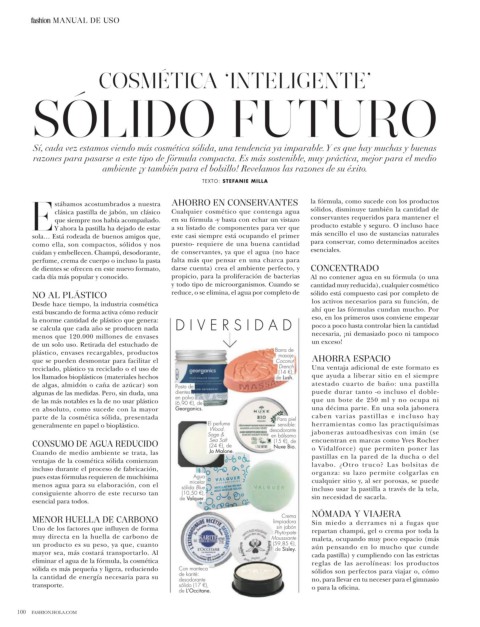 fashion MANUAL DE USO
COSMÉTICA ‘INTELIGENTE’
SÓLIDO FUTURO
Sí, cada vez estamos viendo más cosmética sólida, una tendencia ya imparable. Y es que hay muchas y buenas
razones para pasarse a este tipo de fórmula compacta. Es más sostenible, muy práctica, mejor para el medio
ambiente ¡y también para el bolsillo! Revelamos las razones de su éxito.
TEXTO: STEFANIE MILLA
Estábamos acostumbrados a nuestra
clásica pastilla de jabón, un clásico
que siempre nos había acompañado.
Y ahora la pastilla ha dejado de estar
sola... Está rodeada de buenos amigos que,
como ella, son compactos, sólidos y nos
cuidan y embellecen. Champú, desodorante,
perfume, crema de cuerpo o incluso la pasta
de dientes se ofrecen en este nuevo formato,
cada día más popular y conocido.
NO AL PLÁSTICO
Desde hace tiempo, la industria cosmética
está buscando de forma activa cómo reducir
la enorme cantidad de plástico que genera:
se calcula que cada año se producen nada
menos que 120.000 millones de envases
de un solo uso. Retirada del estuchado de
plástico, envases recargables, productos
que se pueden desmontar para facilitar el
reciclado, plástico ya reciclado o el uso de
los llamados bioplásticos (materiales hechos
de algas, almidón o caña de azúcar) son
algunas de las medidas. Pero, sin duda, una
de las más notables es la de no usar plástico
en absoluto, como sucede con la mayor
parte de la cosmética sólida, presentada
generalmente en papel o bioplástico.
CONSUMO DE AGUA REDUCIDO
Cuando de medio ambiente se trata, las
ventajas de la cosmética sólida comienzan
incluso durante el proceso de fabricación,
pues estas fórmulas requieren de muchísima
menos agua para su elaboración, con el
consiguiente ahorro de este recurso tan
esencial para todos.
MENOR HUELLA DE CARBONO
Uno de los factores que influyen de forma
muy directa en la huella de carbono de
un producto es su peso, ya que, cuanto
mayor sea, más costará transportarlo. Al
eliminar el agua de la fórmula, la cosmética
sólida es más pequeña y ligera, reduciendo
la cantidad de energía necesaria para su
transporte.
AHORRO EN CONSERVANTES
Cualquier cosmético que contenga agua
en su fórmula -y basta con echar un vistazo
a su listado de componentes para ver que
este casi siempre está ocupando el primer
puesto- requiere de una buena cantidad
de conservantes, ya que el agua (no hace
falta más que pensar en una charca para
darse cuenta) crea el ambiente perfecto, y
propicio, para la proliferación de bacterias
y todo tipo de microorganismos. Cuando se
reduce, o se elimina, el agua por completo de
la fórmula, como sucede con los productos
sólidos, disminuye también la cantidad de
conservantes requeridos para mantener el
producto estable y seguro. O incluso hace
más sencillo el uso de sustancias naturales
para conservar, como determinados aceites
esenciales.
DIVERSIDAD
georganics
Pasta de
dientes
en polvo
(6,90 €), de
Georganics.
Barra de
masaje,
(14 €),
de Lush.
MASSAGE
El perfume
Wood
Sage &
Sea Salt
(24 €), de
Jo Malone.
NUXE
BIO
Para piel
sensible:
desodorante
en bálsamo
(15 €), de
Nuxe Bio.
(10,50 €),
de Valquer.
VALQUER
Crema
limpiadora
sin jabón
Phytopate
Moussante
(59,85 €),
de Sisley.
KARITÉ
L'OCCITANE
Con manteca
de karité:
desodorante
sólido (17 €),
de L'Occitane.
CONCENTRADO
Al no contener agua en su fórmula (o una
cantidad muy reducida), cualquier cosmético
sólido está compuesto casi por completo de
los activos necesarios para su función, de
ahí que las fórmulas cundan mucho. Por
eso, en los primeros usos conviene empezar
poco a poco hasta controlar bien la cantidad
necesaria, ¡ni demasiado poco ni tampoco
un exceso!
AHORRA ESPACIO
Una ventaja adicional de este formato es
que ayuda a liberar sitio en el siempre
atestado cuarto de baño: una pastilla
puede durar tanto -o incluso el doble-
que un bote de 250 ml y no ocupa ni
una décima parte. En una sola jabonera
caben varias pastillas e incluso hay
herramientas como las practiquísimas
jaboneras autoadhesivas con imán (se
encuentran en marcas como Yves Rocher
o Vidalforce) que permiten poner las
pastillas en la pared de la ducha o del
lavabo. ¿Otro truco? Las bolsitas de
organza: su lazo permite colgarlas en
cualquier sitio y, al ser porosas, se puede
incluso usar la pastilla a través de la tela,
sin necesidad de sacarla.
NÓMADA Y VIAJERA
Sin miedo a derrames ni a fugas que
repartan champú, gel o crema por toda la
maleta, ocupando muy poco espacio (más
aún pensando en lo mucho que cunde
cada pastilla) y cumpliendo con las estrictas
reglas de las aerolíneas: los productos
sólidos son perfectos para viajar o, cómo
no, para llevar en tu neceser para el gimnasio
o para la oficina.
100 FASHION.HOLA.COM